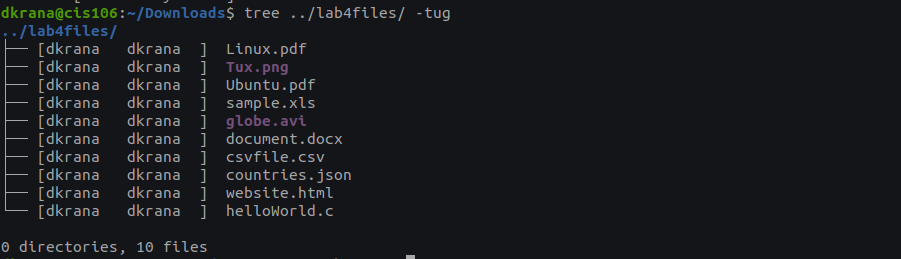 dkrana@cis106:~/Downloads$ tree ../lab4files/ -tug
../lab4files/
├── [dkrana   dkrana  ]  Linux.pdf
├── [dkrana   dkrana  ]  Tux.png
├── [dkrana   dkrana  ]  Ubuntu.pdf
├── [dkrana   dkrana  ]  sample.xls
├── [dkrana   dkrana  ]  globe.avi
├── [dkrana   dkrana  ]  document.docx
├── [dkrana   dkrana  ]  csvfile.csv
├── [dkrana   dkrana  ]  countries.json
├── [dkrana   dkrana  ]  website.html
└── [dkrana   dkrana  ]  helloWorld.c
0 directories, 10 files